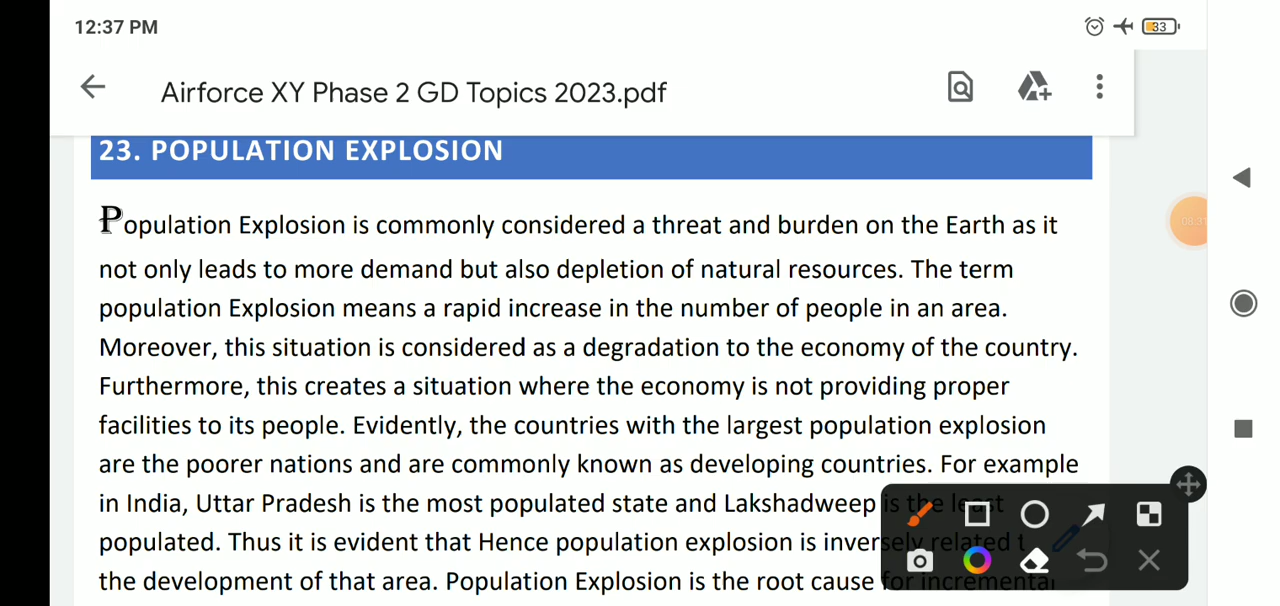 12:37 PM
33
Airforce XY Phase 2 GD Topics 2023.pdf
23. POPULATION EXPLOSION
Population Explosion is commonly considered a threat and burden on the Earth as it
not only leads to more demand but also depletion of natural resources. The term
population Explosion means a rapid increase in the number of people in an area.
Moreover, this situation is considered as a degradation to the economy of the country.
Furthermore, this creates a situation where the economy is not providing proper
facilities to its people. Evidently, the countries with the largest population explosion
are the poorer nations and are commonly known as developing countries. For example
in India, Uttar Pradesh is the most populated state and Lakshadweep is the least
populated. Thus it is evident that Hence population explosion is inversely related t
the development of that area. Population Explosion is the root cause for incremental